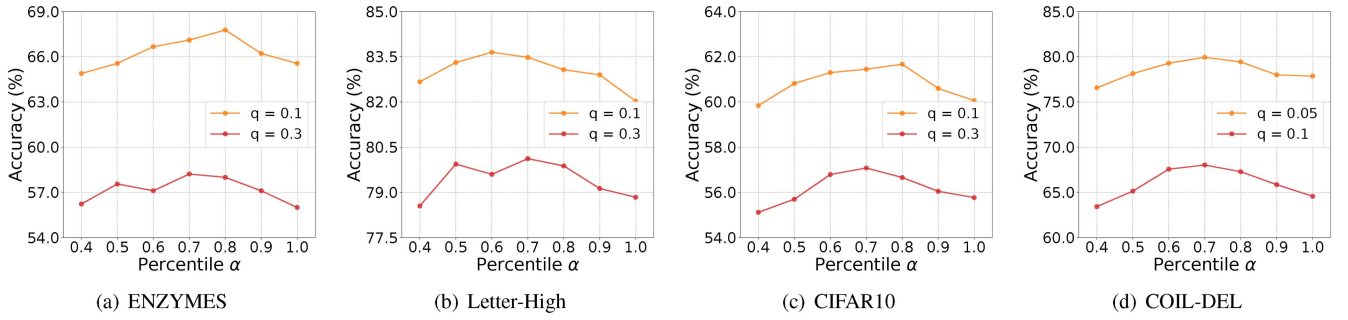 69.0
66.0
63.0
60.0
57.0
54.0
Accuracy (%)
q = 0.1
q = 0.3
0.4 0.5 0.6 0.7 0.8 0.9 1.0
Percentile α
(a) ENZYMES
85.0
83.5
82.0
80.5
79.0
77.5
Accuracy (%)
q = 0.1
q = 0.3
0.4 0.5 0.6 0.7 0.8 0.9 1.0
Percentile α
(b) Letter-High
64.0
62.0
60.0
58.0
56.0
54.0
Accuracy (%)
q = 0.1
q = 0.3
0.4 0.5 0.6 0.7 0.8 0.9 1.0
Percentile α
(c) CIFAR10
85.0
80.0
75.0
70.0
65.0
60.0
Accuracy (%)
q = 0.05
q = 0.1
0.4 0.5 0.6 0.7 0.8 0.9 1.0
Percentile α
(d) COIL-DEL